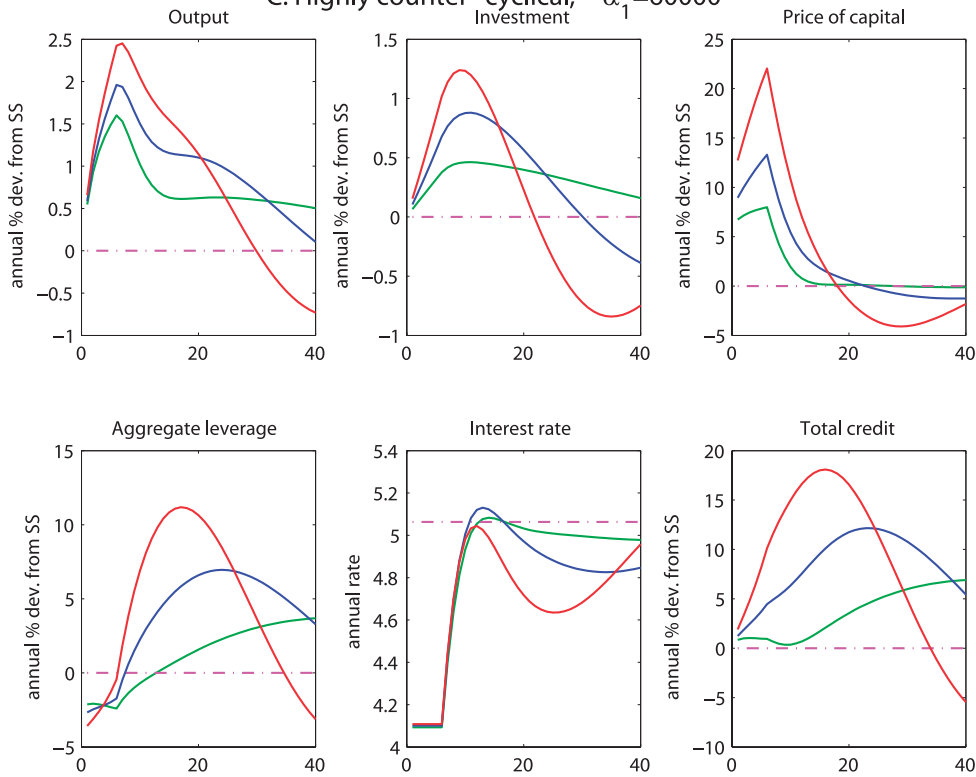 C. Highly counter-cyclical,
Output Investment Price of capital
annual % dev. from SS
2.5
2
1.5
1
0.5
0
−0.5
−1
0 20 40
annual % dev. from SS
1.5
1
0.5
0
−0.5
−1
0 20 40
annual % dev. from SS
25
20
15
10
5
0
−5
0 20 40
Aggregate leverage Interest rate Total credit
annual % dev. from SS
15
10
5
0
−5
0 20 40
annual rate
5.4
5.2
5
4.8
4.6
4.4
4.2
4
0 20 40
annual % dev. from SS
20
15
10
5
0
−5
−10
0 20 40